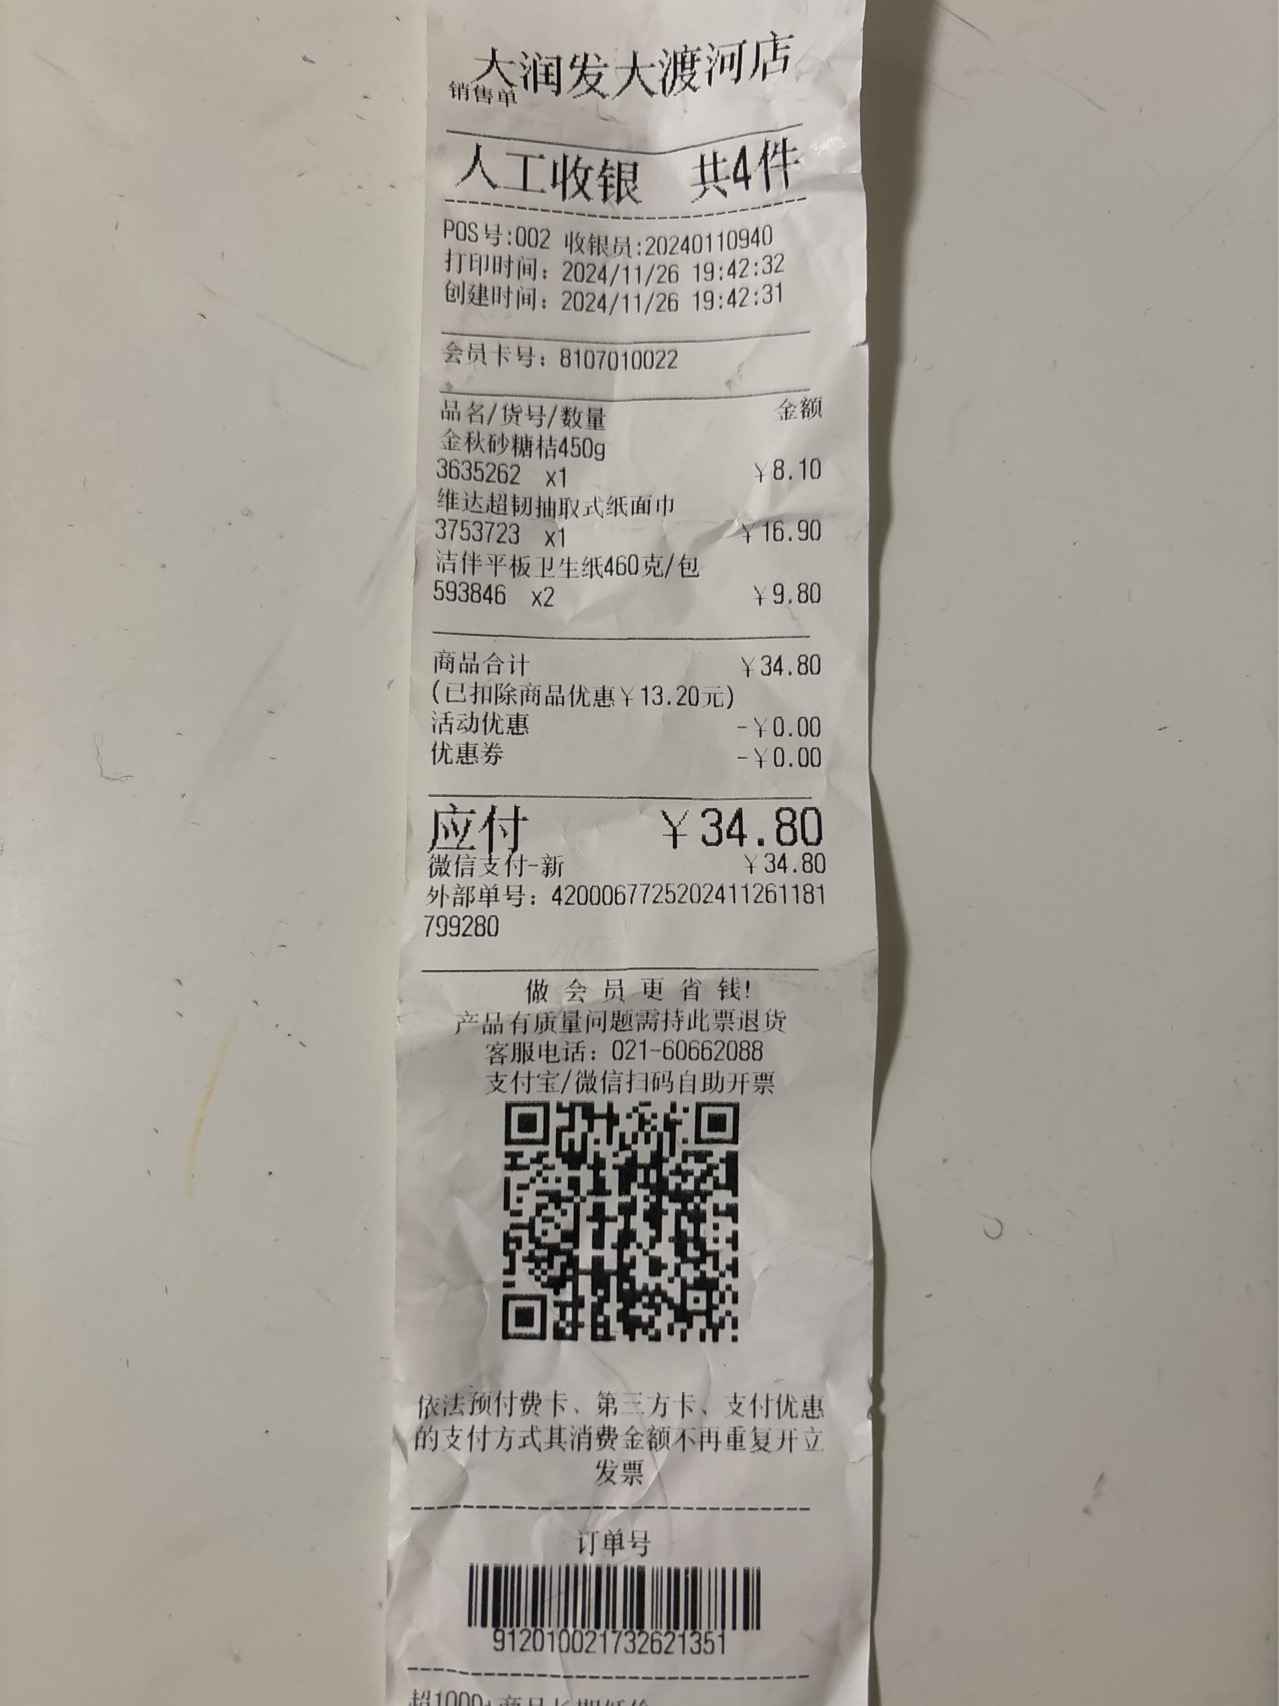 大润发大渡河店
销售单
人工收银 共4件
POS号:002 收银员:20240110940
打印时间：2024/11/26 19:42:32
创建时间：2024/11/26 19:42:31
会员卡号：8107010022
品名/货号/数量 金额
金秋砂糖桔450g
3635262 x1 ￥8.10
维达超韧抽取式纸面巾
3753723 x1 ￥16.90
洁伴平板卫生纸460克/包
593846 x2 ￥9.80
商品合计 ￥34.80
(已扣除商品优惠￥13.20元)
活动优惠 -￥0.00
优惠券 -￥0.00
应付 ￥34.80
微信支付-新 ￥34.80
外部单号：4200067725202411261181
799280
做会员更省钱!
产品有质量问题需持此票退货
客服电话：021-60662088
支付宝/微信扫码自助开票
依法预付费卡、第三方卡、支付优惠
的支付方式其消费金额不再重复开立
发票
订单号
912010021732621351
超1000+商品长期低价